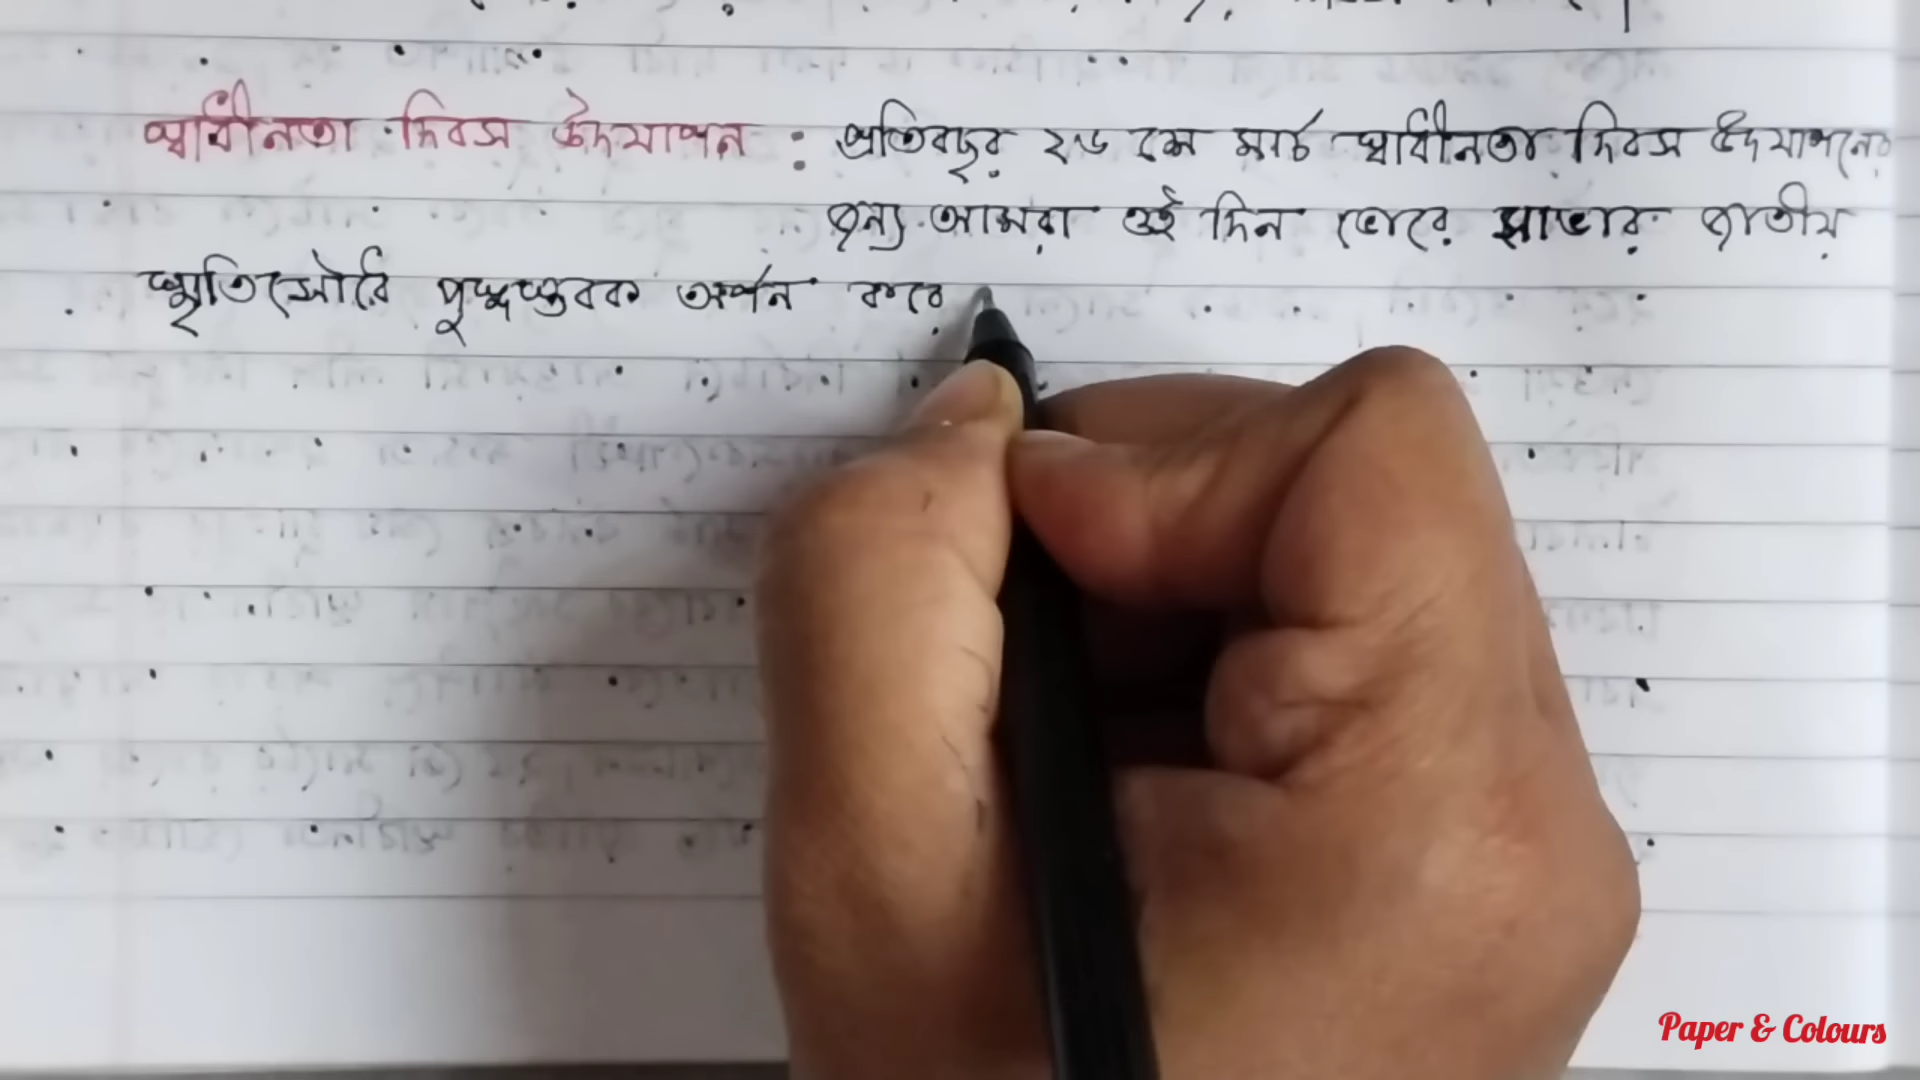 স্বাধীনতা দিবস উদযাপন : প্রতিবছর ২৬ শে মার্চ স্বাধীনতা দিবস উদযাপনের
জন্য আমরা ওই দিন ভোরে সাভার জাতীয়
স্মৃতিসৌধে পুষ্পস্তবক অর্পন করে
Paper & Colours